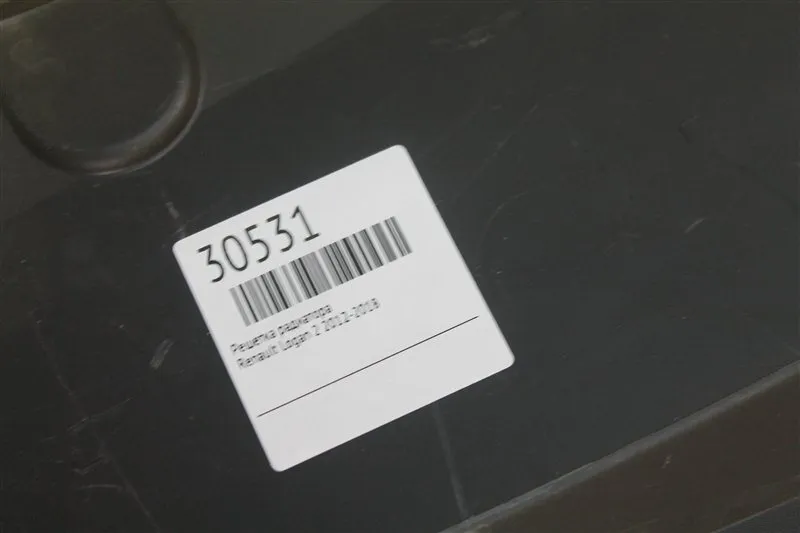 30531
Решетка радиатора
Renault Logan 2 2012-2018